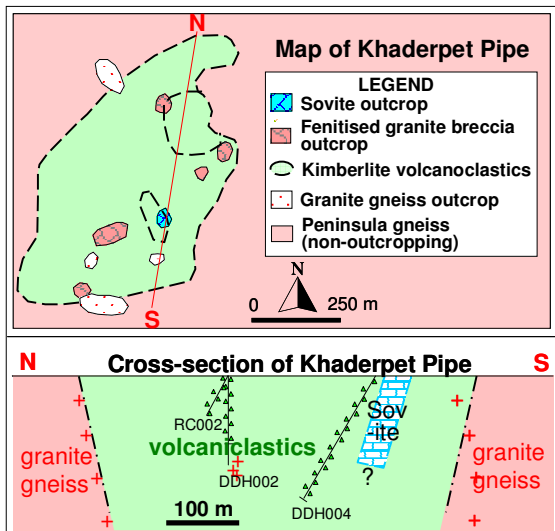 N
Map of Khaderpet Pipe
LEGEND
Sovite outcrop
Fenitised granite breccia
outcrop
Kimberlite volcanoclastics
Granite gneiss outcrop
Peninsula gneiss
(non-outcropping)
N
0 250 m
S
N Cross-section of Khaderpet Pipe S
RC002
Sov
-ite
volcaniclastics
granite
gneiss
?
DDH002
DDH004
100 m
granite
gneiss